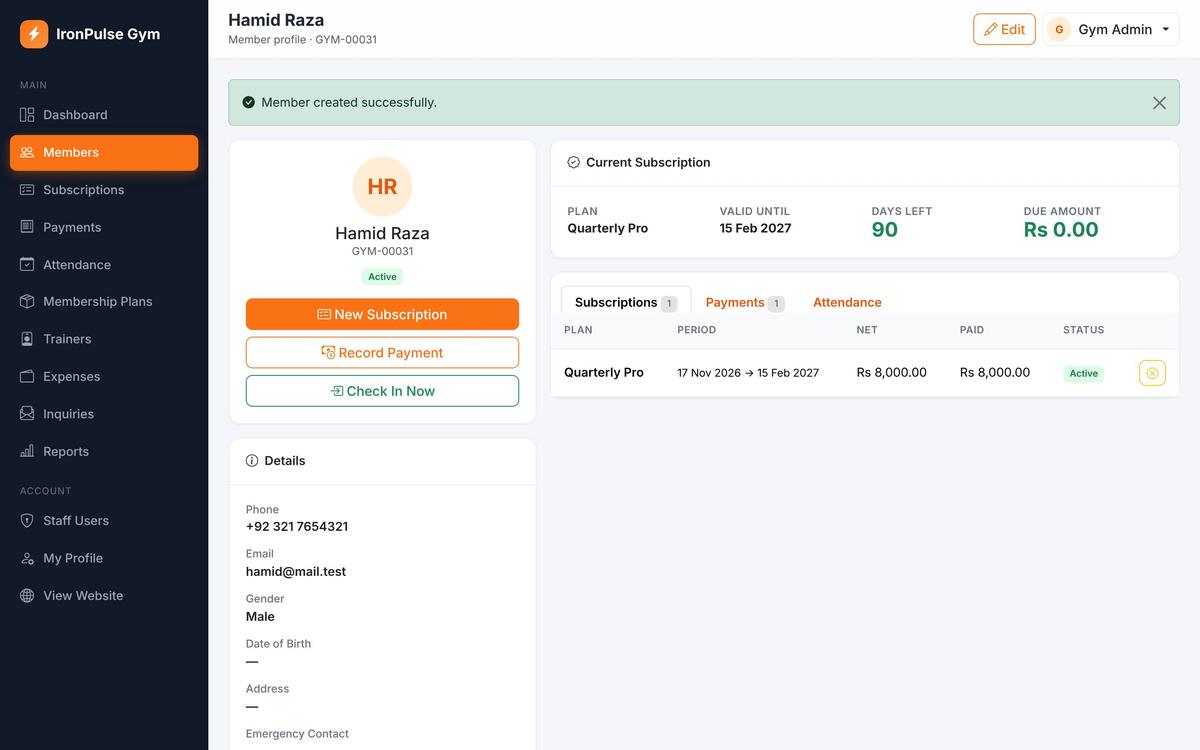 IronPulse Gym
MAIN
Dashboard
Members
Subscriptions
Payments
Attendance
Membership Plans
Trainers
Expenses
Inquiries
Reports
ACCOUNT
Staff Users
My Profile
View Website
Hamid Raza
Member profile · GYM-00031
Edit
G Gym Admin
Member created successfully.
HR
Hamid Raza
GYM-00031
Active
New Subscription
Record Payment
Check In Now
Details
Phone
+92 321 7654321
Email
hamid@mail.test
Gender
Male
Date of Birth
—
Address
—
Emergency Contact
Current Subscription
PLAN VALID UNTIL DAYS LEFT DUE AMOUNT
Quarterly Pro 15 Feb 2027 90 Rs 0.00
Subscriptions 1 Payments 1 Attendance
PLAN PERIOD NET PAID STATUS
Quarterly Pro 17 Nov 2026 → 15 Feb 2027 Rs 8,000.00 Rs 8,000.00 Active